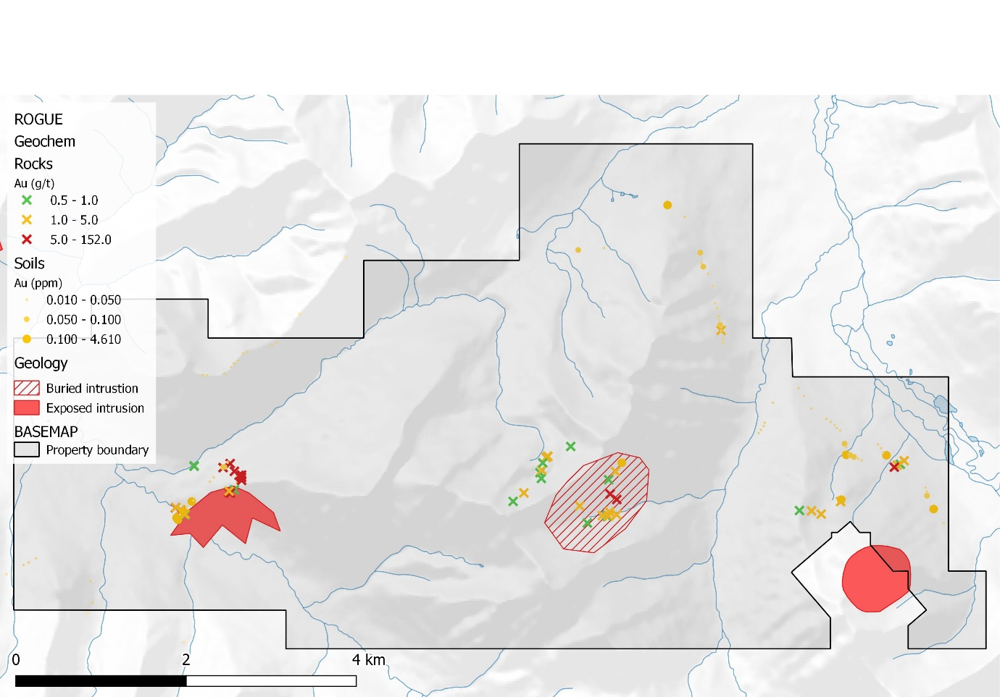 ROGUE
Geochem
Rocks
Au (g/t)
0.5 - 1.0
1.0 - 5.0
5.0 - 152.0
Soils
Au (ppm)
0.010 - 0.050
0.050 - 0.100
0.100 - 4.610
Geology
Buried intrustion
Exposed intrusion
BASEMAP
Property boundary
0 2 4 km